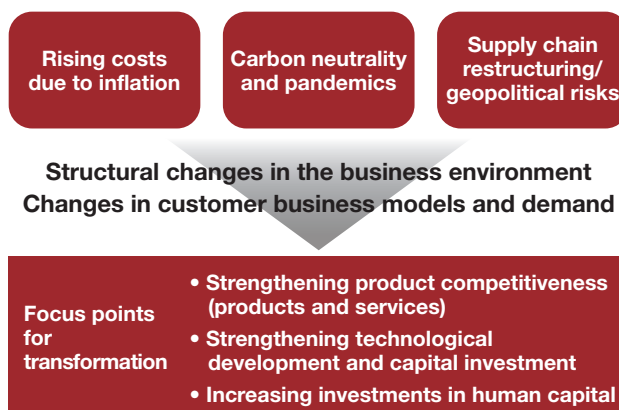 Rising costs
due to inflation
Carbon neutrality
and pandemics
Supply chain
restructuring/
geopolitical risks
Structural changes in the business environment
Changes in customer business models and demand
Focus points
for
transformation
• Strengthening product competitiveness
(products and services)
• Strengthening technological
development and capital investment
• Increasing investments in human capital